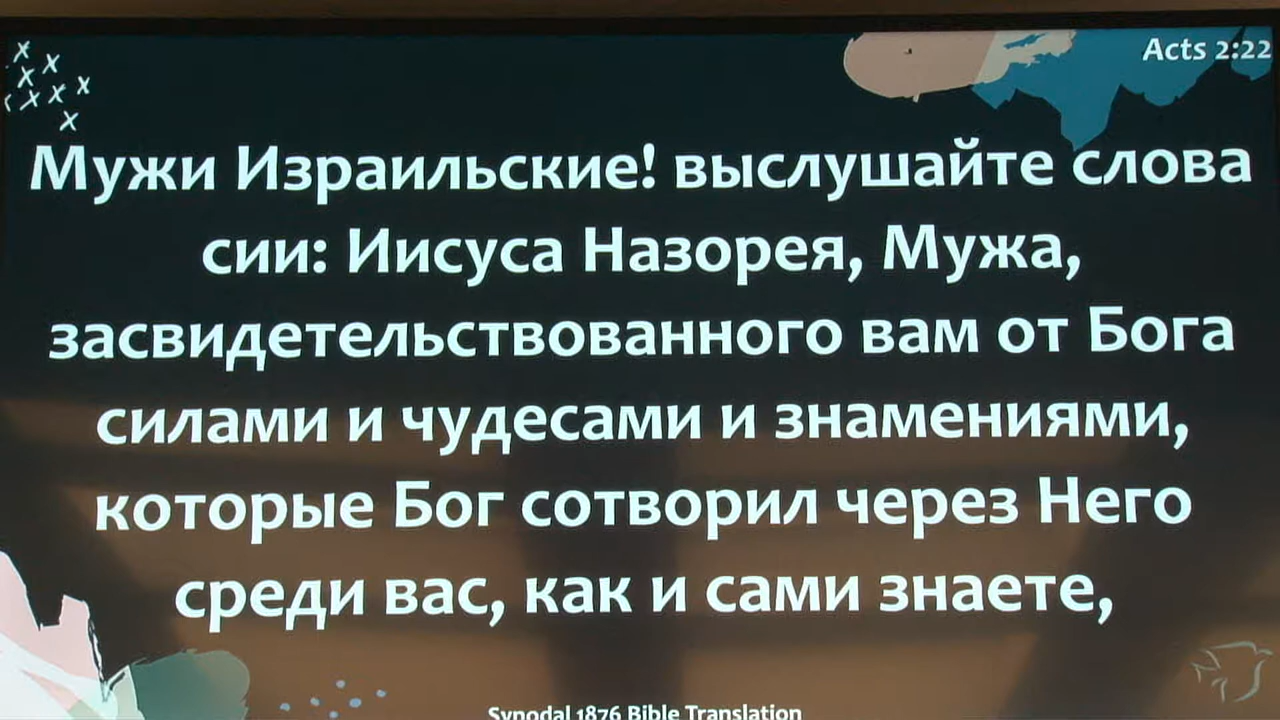 Acts 2:22
Мужи Израильские! выслушайте слова
сии: Иисуса Назорея, Мужа,
засвидетельствованного вам от Бога
силами и чудесами и знамениями,
которые Бог сотворил через Него
среди вас, как и сами знаете,
Synodal 1876 Bible Translation